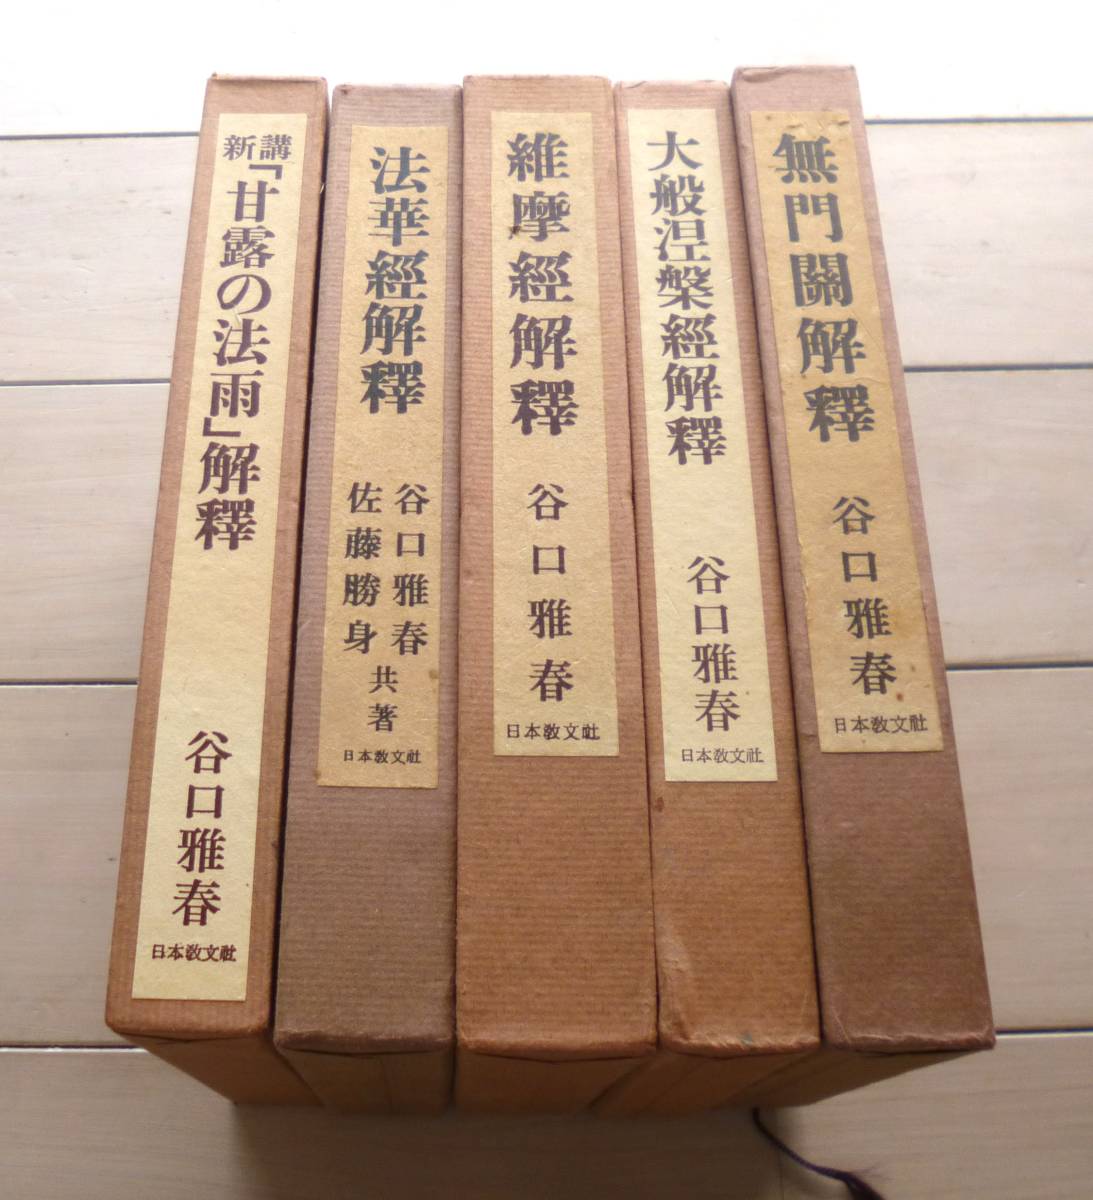 新講
「甘露の法雨」解釋
谷口雅春
日本教文社
法華經解釋
谷口雅春
佐藤勝身
共著
日本教文社
維摩經解釋
谷口雅春
日本教文社
大般涅槃經解釋
谷口雅春
日本教文社
無門關解釋
谷口雅春
日本教文社